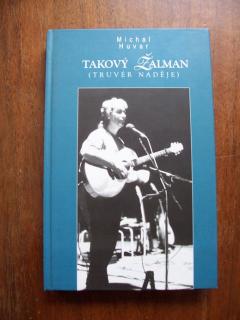 Michal
Huvar
TAKOVÝ ŽALMAN
(TRUVÉR NADĚJE)